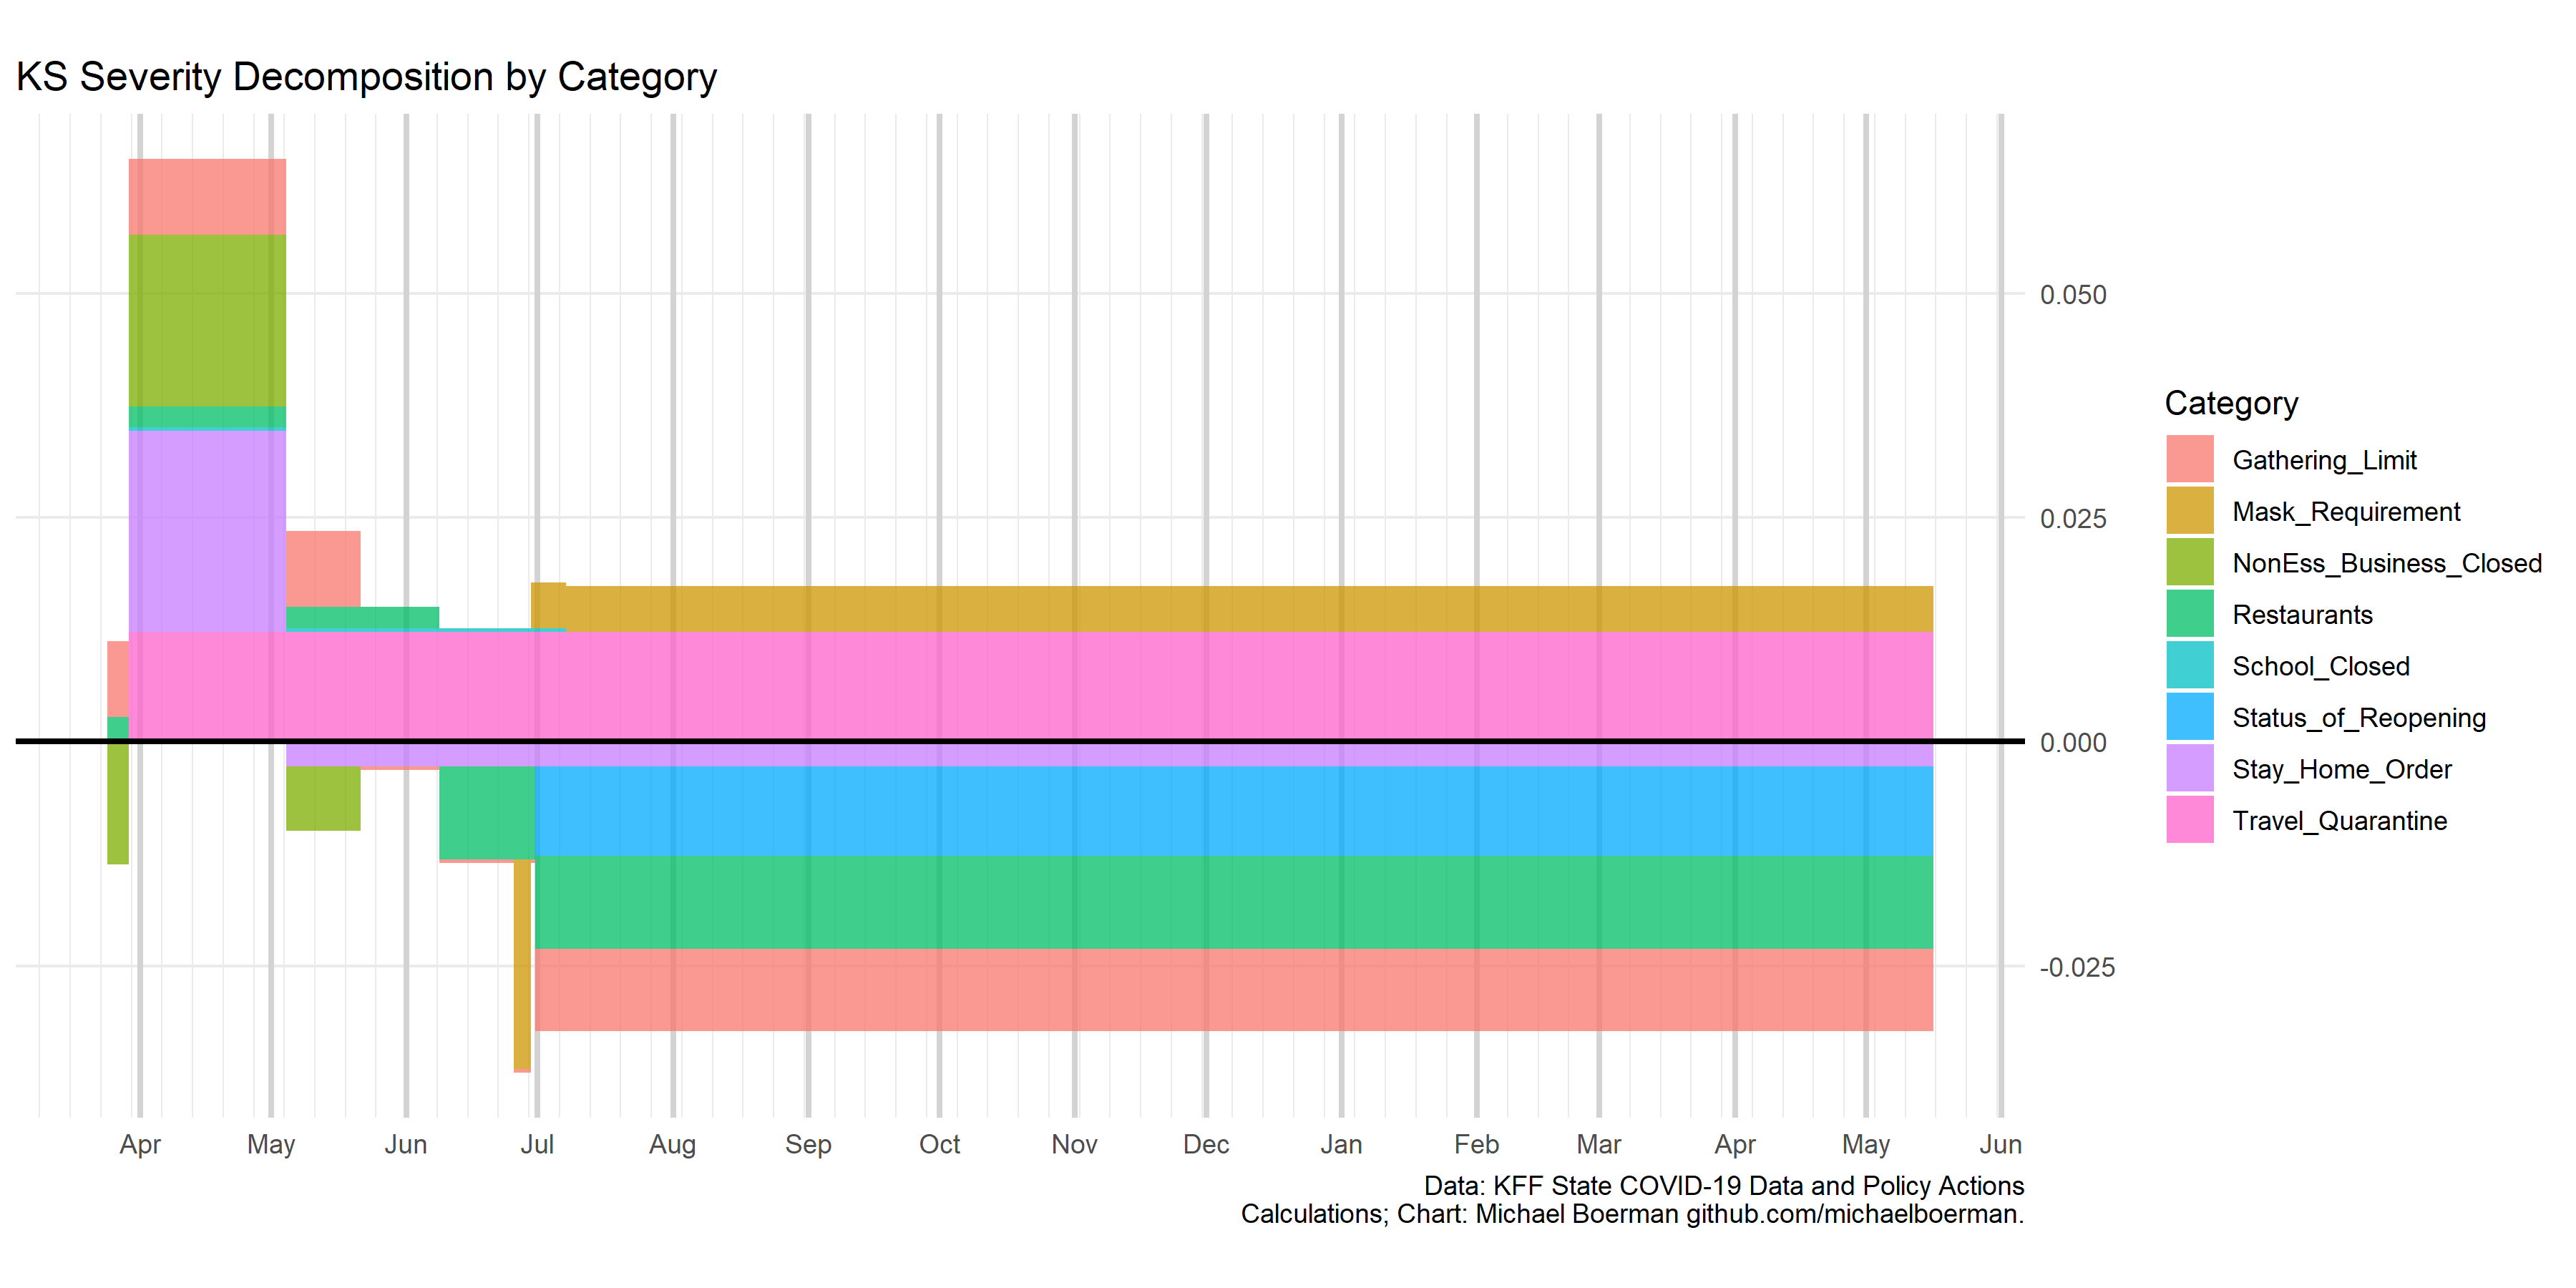 KS Severity Decomposition by Category
0.050
0.025
0.000
-0.025
Apr May Jun Jul Aug Sep Oct Nov Dec Jan Feb Mar Apr May Jun
Category
Gathering_Limit
Mask_Requirement
NonEss_Business_Closed
Restaurants
School_Closed
Status_of_Reopening
Stay_Home_Order
Travel_Quarantine
Data: KFF State COVID-19 Data and Policy Actions
Calculations; Chart: Michael Boerman github.com/michaelboerman.